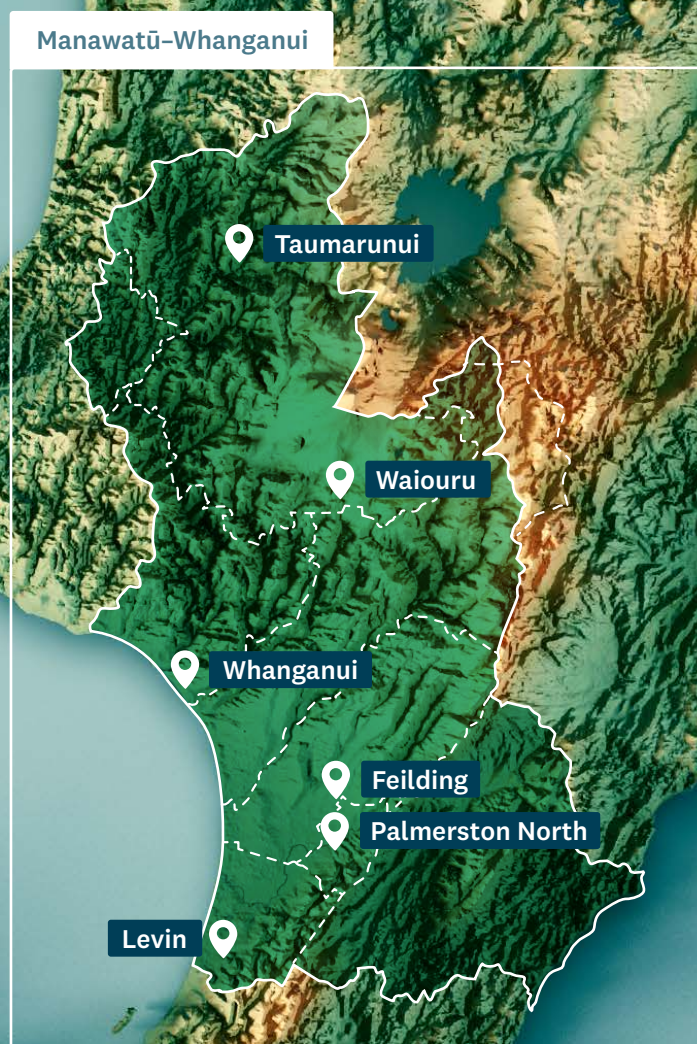 Manawatū–Whanganui
Taumarunui
Waiouru
Whanganui
Feilding
Palmerston North
Levin